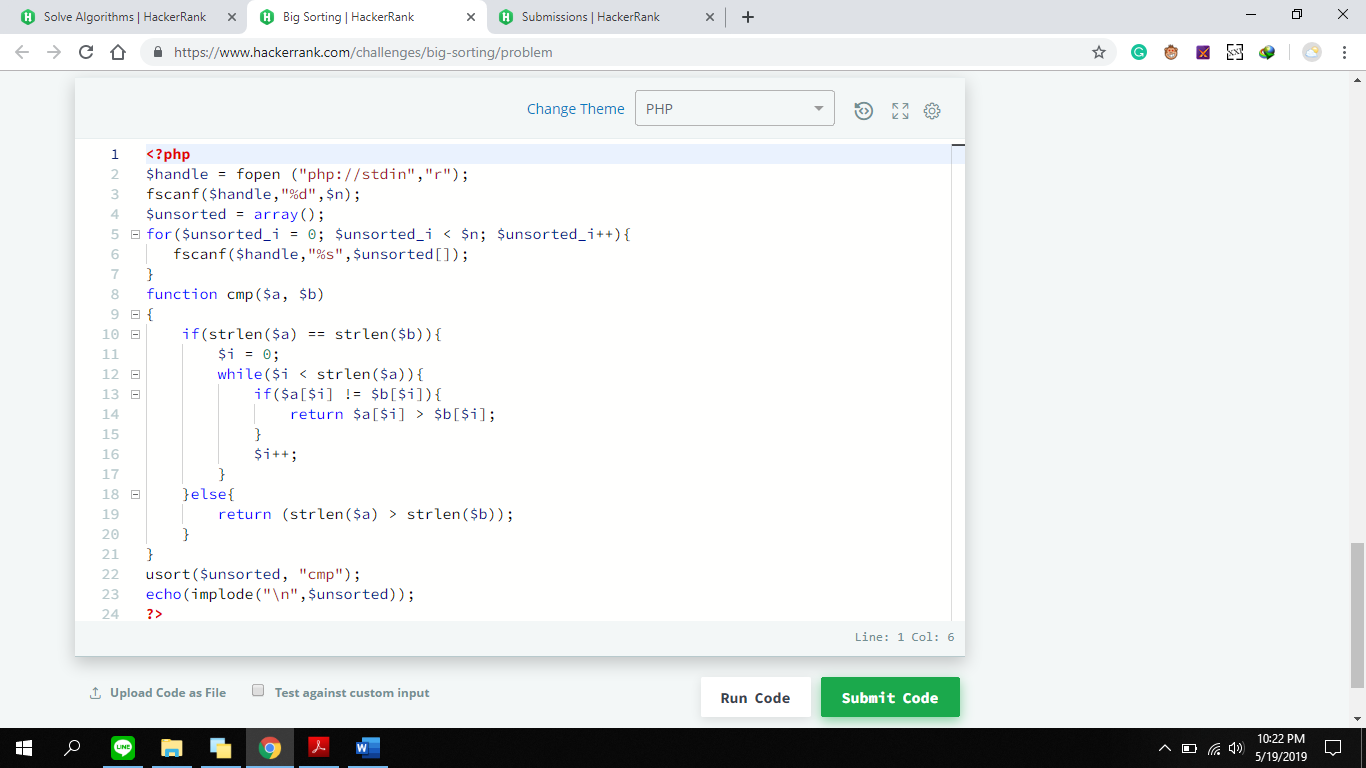 Solve Algorithms | HackerRank
Big Sorting | HackerRank
Submissions | HackerRank
https://www.hackerrank.com/challenges/big-sorting/problem
Change Theme
PHP
1 <?php
2 $handle = fopen ("php://stdin","r");
3 fscanf($handle,"%d",$n);
4 $unsorted = array();
5 for($unsorted_i = 0; $unsorted_i < $n; $unsorted_i++){
6    fscanf($handle,"%s",$unsorted[]);
7 }
8 function cmp($a, $b)
9 {
10     if(strlen($a) == strlen($b)){
11         $i = 0;
12         while($i < strlen($a)){
13             if($a[$i] != $b[$i]){
14                 return $a[$i] > $b[$i];
15             }
16             $i++;
17         }
18     }else{
19         return (strlen($a) > strlen($b));
20     }
21 }
22 usort($unsorted, "cmp");
23 echo(implode("\n",$unsorted));
24 ?>
Line: 1 Col: 6
Upload Code as File
Test against custom input
Run Code
Submit Code
LINE
10:22 PM
5/19/2019